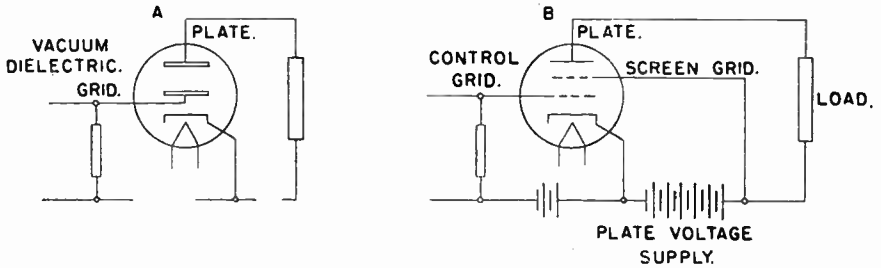 A
PLATE.
VACUUM
DIELECTRIC.
GRID.
B
PLATE.
CONTROL
GRID.
SCREEN GRID.
LOAD.
PLATE VOLTAGE
SUPPLY.